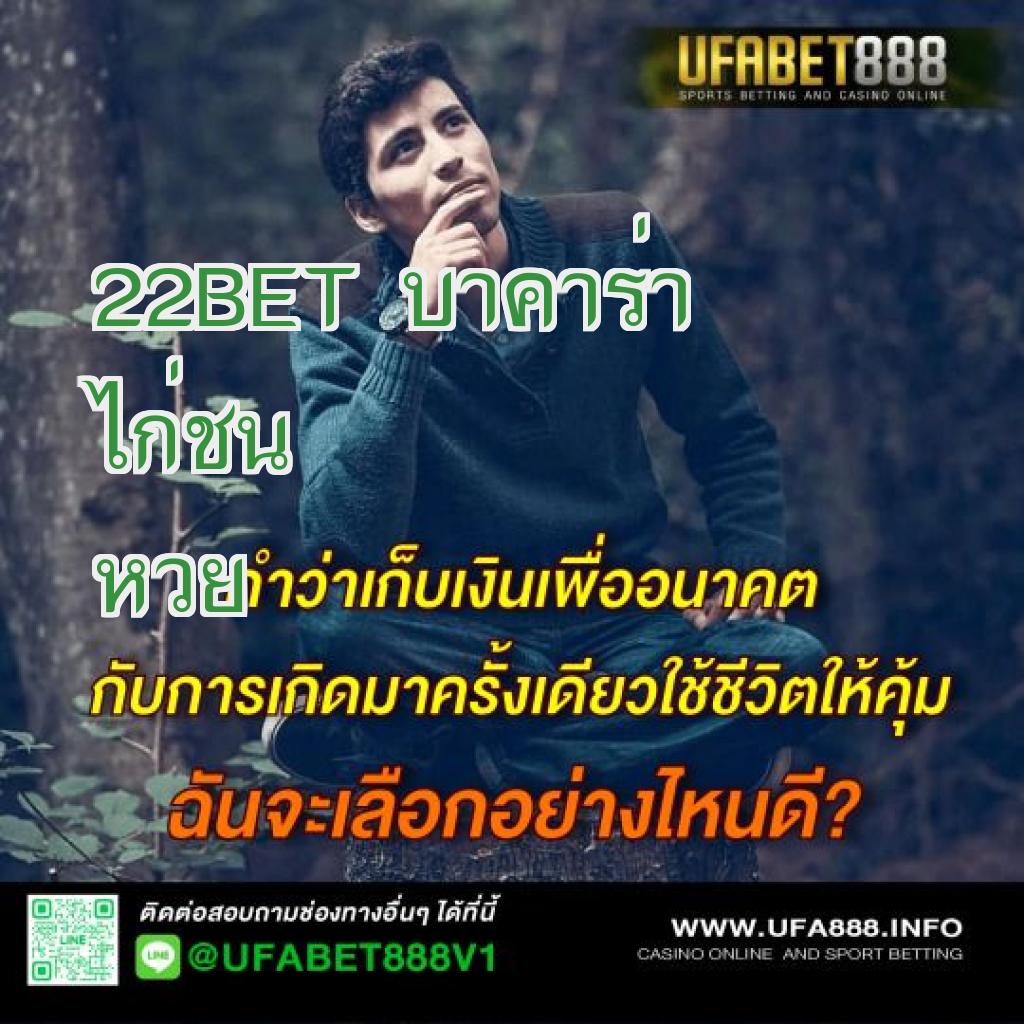 UFABET888
SPORTS BETTING AND CASINO ONLINE
22BET บาคาร่า
ไก่ชน
หวย
คำว่าเก็บเงินเพื่ออนาคต
กับการเกิดมาครั้งเดียวใช้ชีวิตให้คุ้ม
ฉันจะเลือกอย่างไหนดี?
LINE
ติดต่อสอบถามช่องทางอื่นๆ ได้ที่นี้
LINE @UFABET888V1
WWW.UFA888.INFO
CASINO ONLINE AND SPORT BETTING